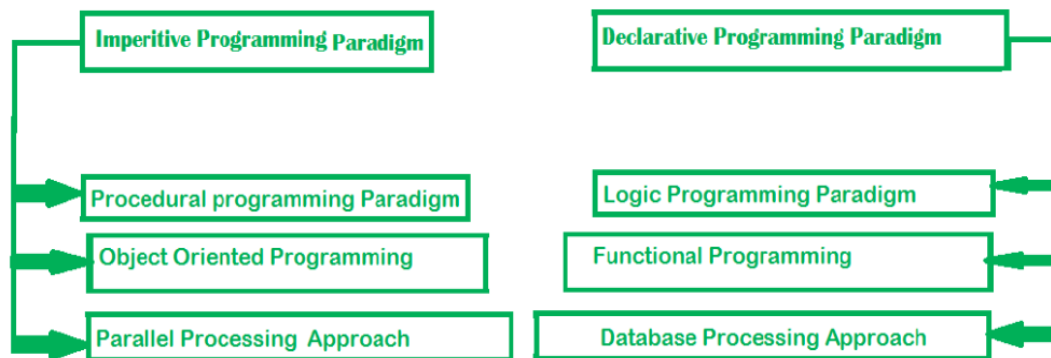 Imperitive Programming Paradigm
Declarative Programming Paradigm
Procedural programming Paradigm
Logic Programming Paradigm
Object Oriented Programming
Functional Programming
Parallel Processing Approach
Database Processing Approach